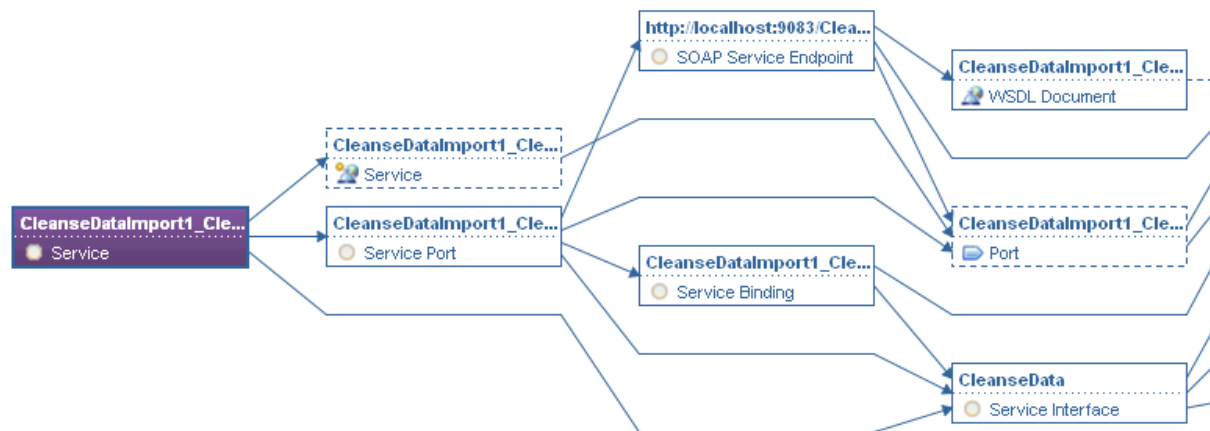 http://localhost:9083/Clea...
SOAP Service Endpoint
CleanseDataImport1_Cle...
WSDL Document
CleanseDataImport1_Cle...
Service
CleanseDataImport1_Cle...
Service
CleanseDataImport1_Cle...
Service Port
CleanseDataImport1_Cle...
Port
CleanseDataImport1_Cle...
Service Binding
CleanseData
Service Interface